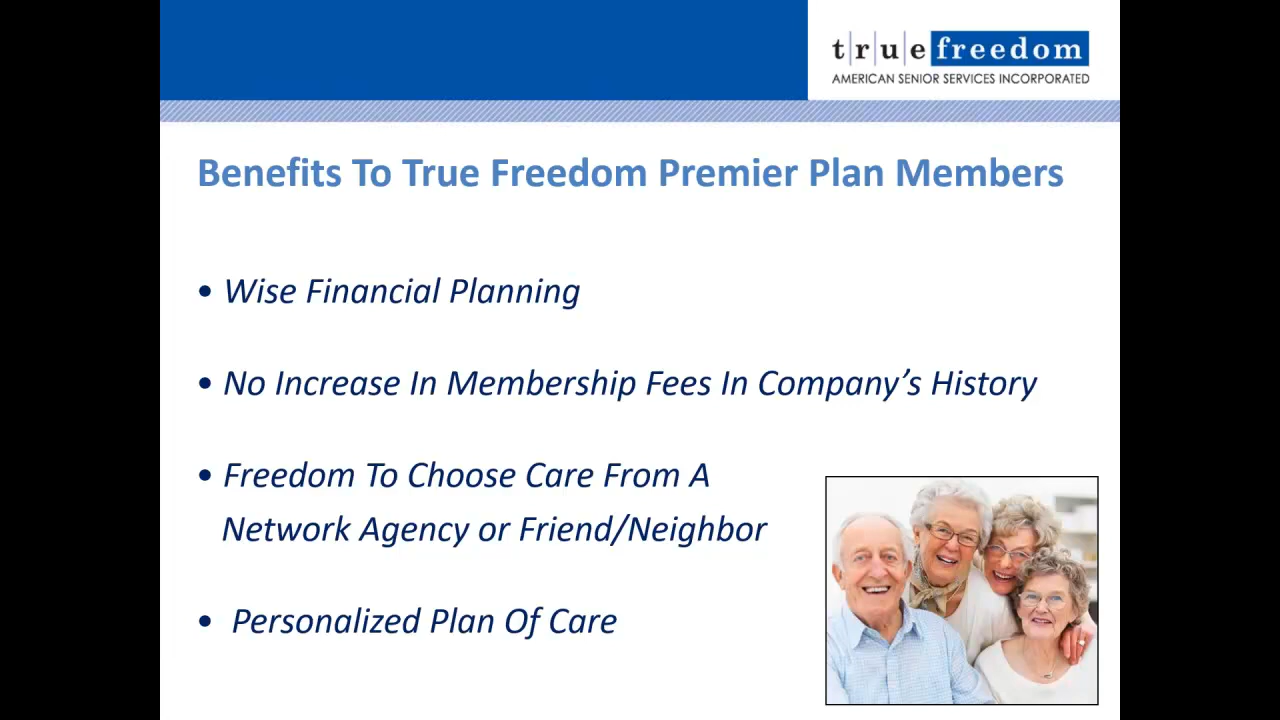 true freedom
AMERICAN SENIOR SERVICES INCORPORATED
Benefits To True Freedom Premier Plan Members
• Wise Financial Planning
• No Increase In Membership Fees In Company’s History
• Freedom To Choose Care From A
Network Agency or Friend/Neighbor
• Personalized Plan Of Care